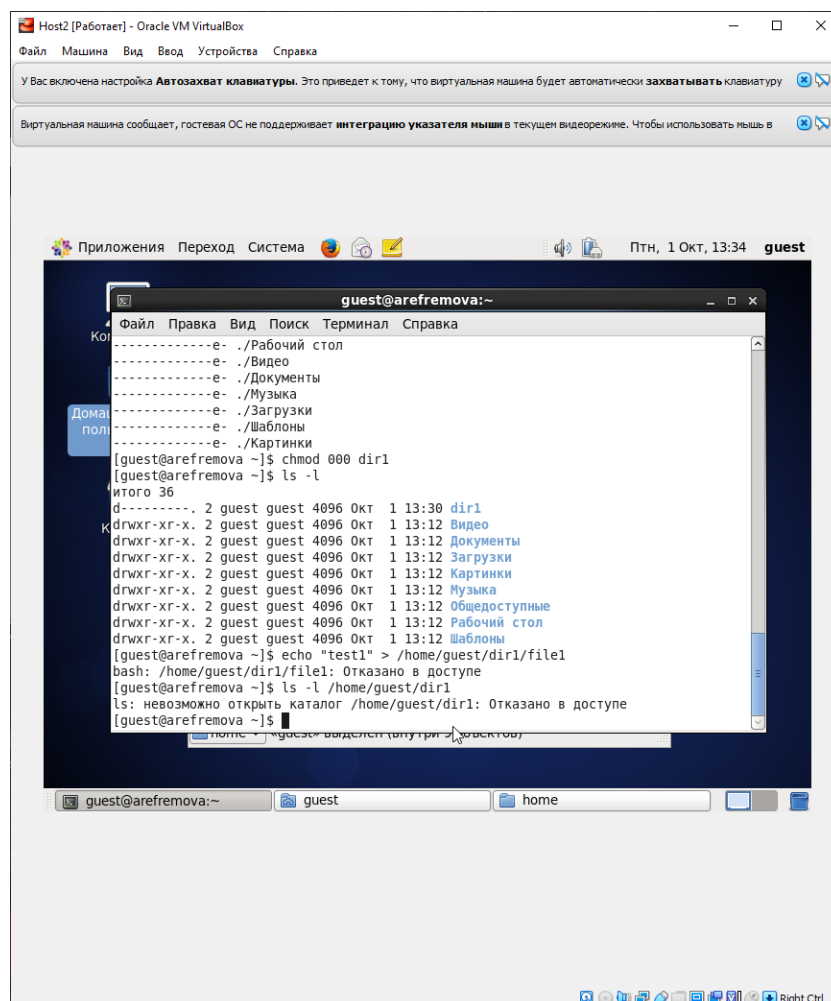 Host2 [Работает] - Oracle VM VirtualBox
Файл Машина Вид Ввод Устройства Справка
У Вас включена настройка Автозахват клавиатуры. Это приведет к тому, что виртуальная машина будет автоматически захватывать клавиатуру
Виртуальная машина сообщает, гостевая ОС не поддерживает интеграцию указателя мыши в текущем видеорежиме. Чтобы использовать мышь в
Приложения Переход Система Птн, 1 Окт, 13:34 guest
guest@arefremova:~
Файл Правка Вид Поиск Терминал Справка
-------------e- ./Рабочий стол
-------------e- ./Видео
-------------e- ./Документы
-------------e- ./Музыка
-------------e- ./Загрузки
-------------e- ./Шаблоны
-------------e- ./Картинки
[guest@arefremova ~]$ chmod 000 dir1
[guest@arefremova ~]$ ls -l
итого 36
d---------. 2 guest guest 4096 Окт  1 13:30 dir1
drwxr-xr-x. 2 guest guest 4096 Окт  1 13:12 Видео
drwxr-xr-x. 2 guest guest 4096 Окт  1 13:12 Документы
drwxr-xr-x. 2 guest guest 4096 Окт  1 13:12 Загрузки
drwxr-xr-x. 2 guest guest 4096 Окт  1 13:12 Картинки
drwxr-xr-x. 2 guest guest 4096 Окт  1 13:12 Музыка
drwxr-xr-x. 2 guest guest 4096 Окт  1 13:12 Общедоступные
drwxr-xr-x. 2 guest guest 4096 Окт  1 13:12 Рабочий стол
drwxr-xr-x. 2 guest guest 4096 Окт  1 13:12 Шаблоны
[guest@arefremova ~]$ echo "test1" > /home/guest/dir1/file1
bash: /home/guest/dir1/file1: Отказано в доступе
[guest@arefremova ~]$ ls -l /home/guest/dir1
ls: невозможно открыть каталог /home/guest/dir1: Отказано в доступе
[guest@arefremova ~]$
guest@arefremova:~ guest home
Right Ctrl